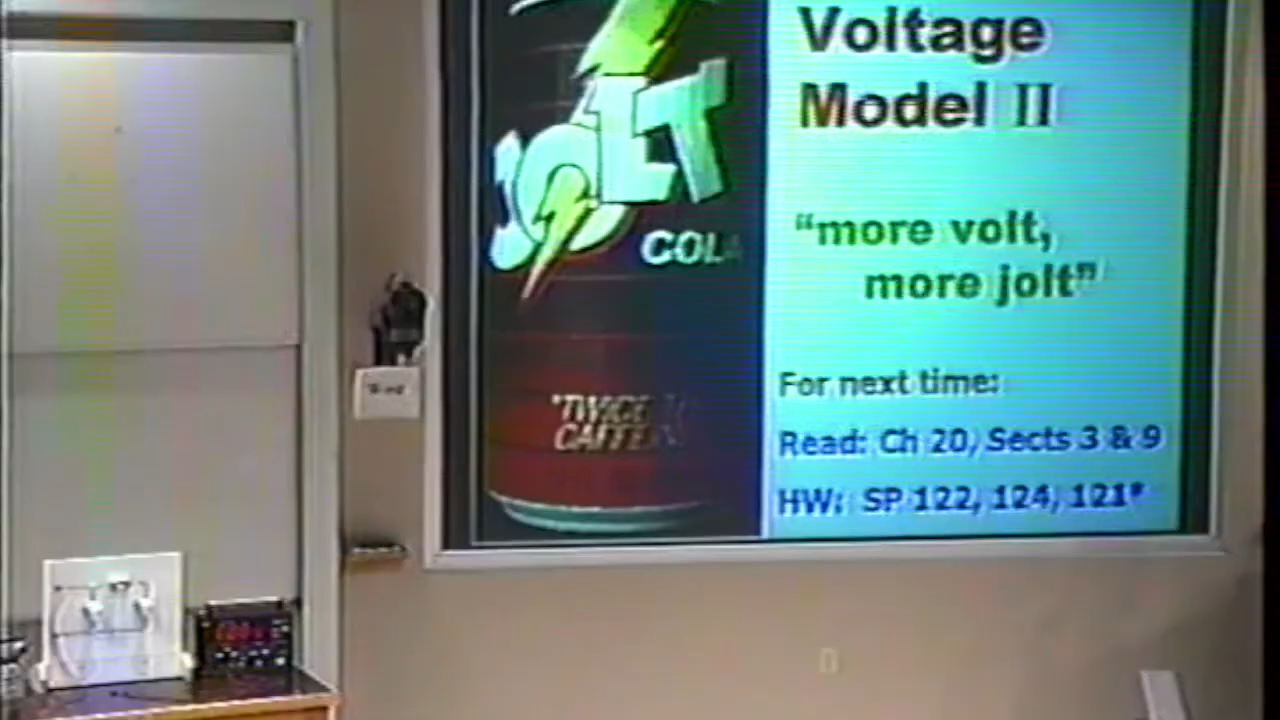 Voltage
Model II
JOLT
COLA
"more volt,
more jolt"
For next time:
"TWICE
Read: Ch 20, Sects 3 & 9
HW: SP 122, 124, 121*